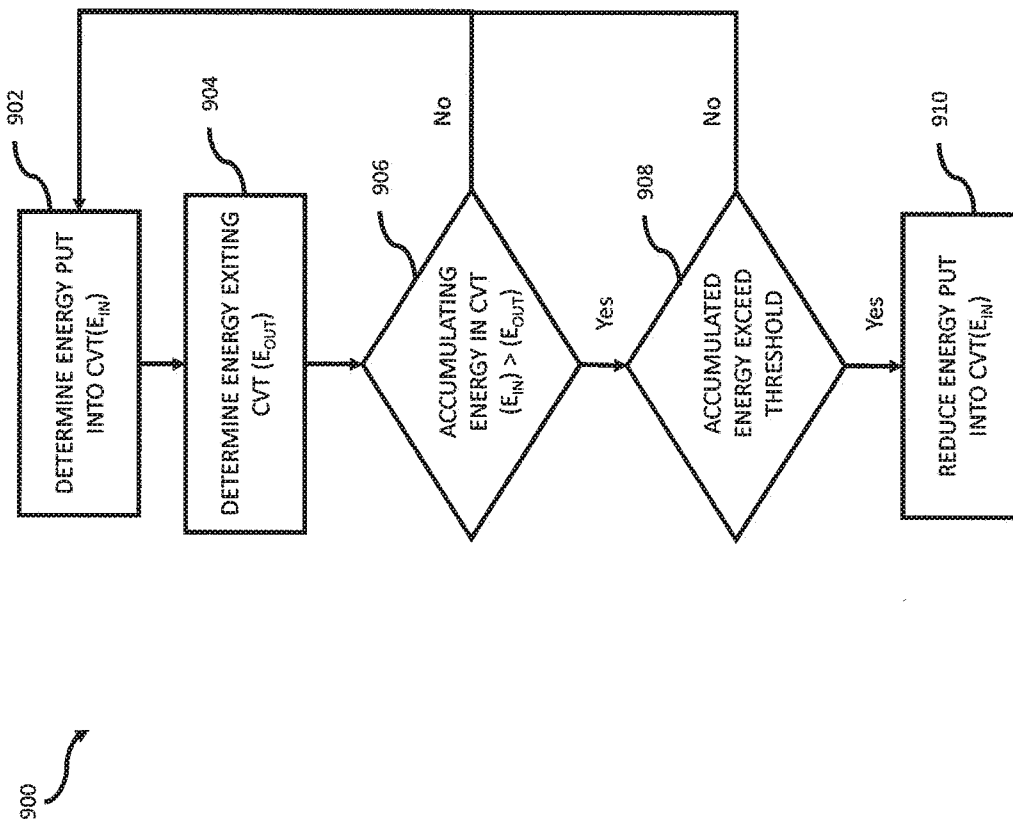 900
902
DETERMINE ENERGY PUT
INTO CVT(E_IN)
904
DETERMINE ENERGY EXITING
CVT (E_OUT)
906
ACCUMULATING
ENERGY IN CVT
(E_IN) > (E_OUT)
No
Yes
908
ACCUMULATED
ENERGY EXCEED
THRESHOLD
No
Yes
910
REDUCE ENERGY PUT
INTO CVT(E_IN)